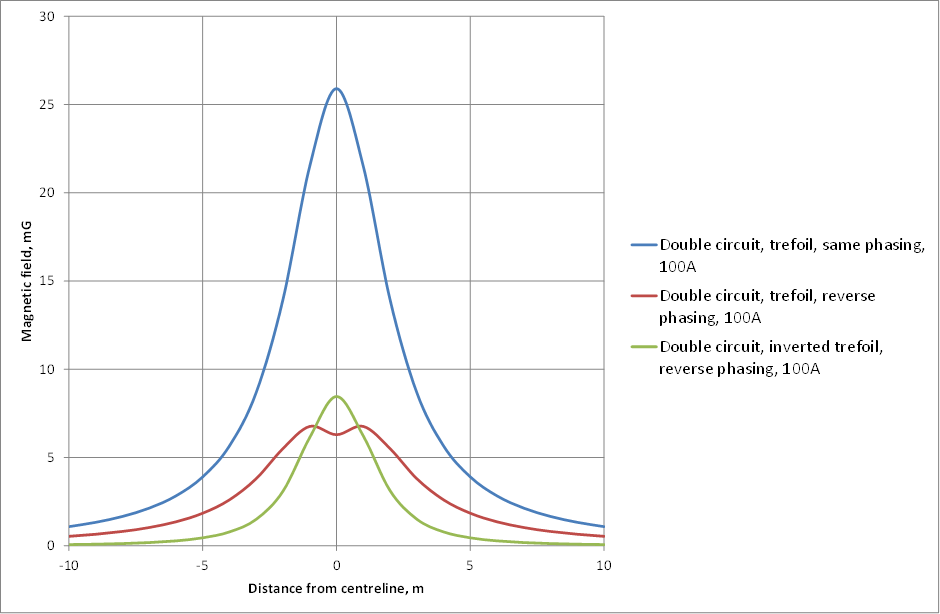 30
25
20
15
10
5
0
-10 -5 0 5 10
Magnetic field, mG
Distance from centreline, m
Double circuit, trefoil, same phasing,
100A
Double circuit, trefoil, reverse
phasing, 100A
Double circuit, inverted trefoil,
reverse phasing, 100A